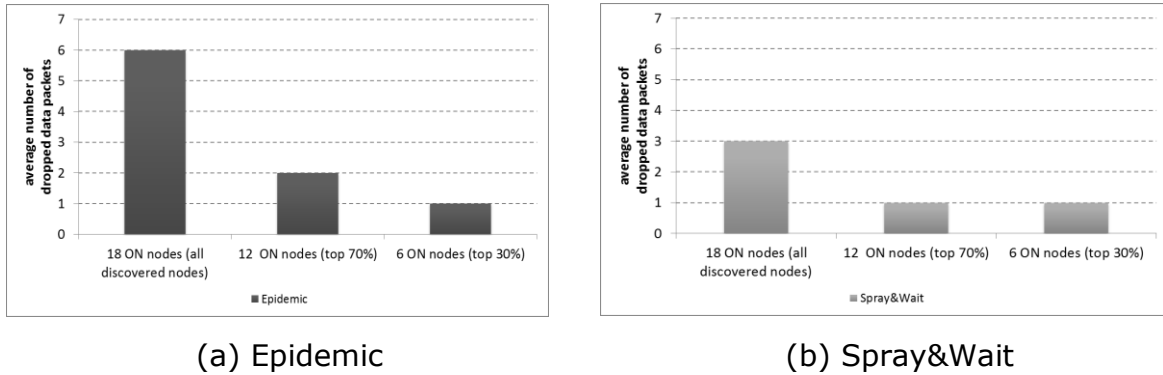 7
6
5
4
3
2
1
0
average number of
dropped data packets
18 ON nodes (all
discovered nodes)
12 ON nodes (top 70%)
6 ON nodes (top 30%)
Epidemic
(a) Epidemic
7
6
5
4
3
2
1
0
average number of
dropped data packets
18 ON nodes (all
discovered nodes)
12 ON nodes (top 70%)
6 ON nodes (top 30%)
Spray&Wait
(b) Spray&Wait